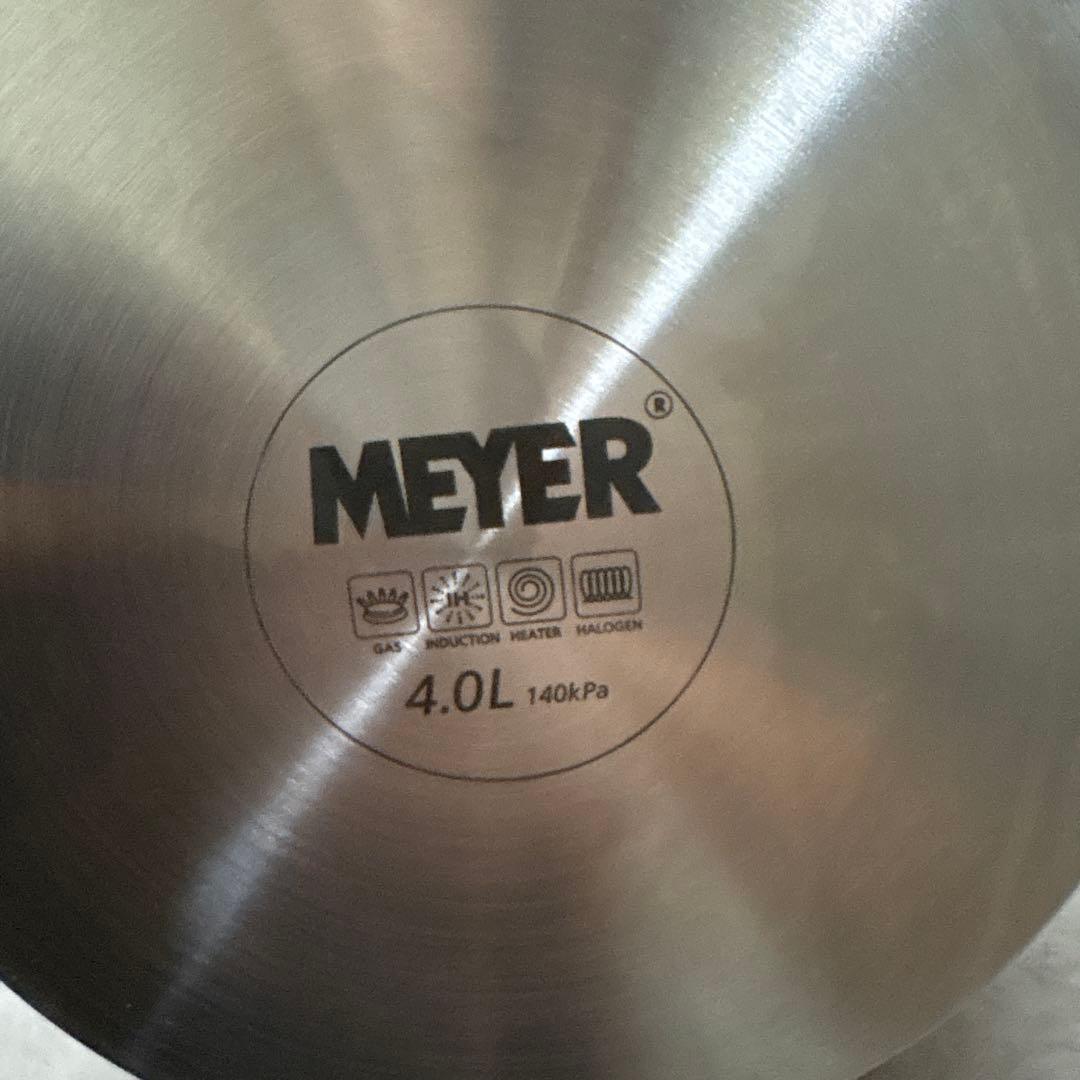 MEYER®
IH
GAS INDUCTION HEATER HALOGEN
4.0L 140kPa